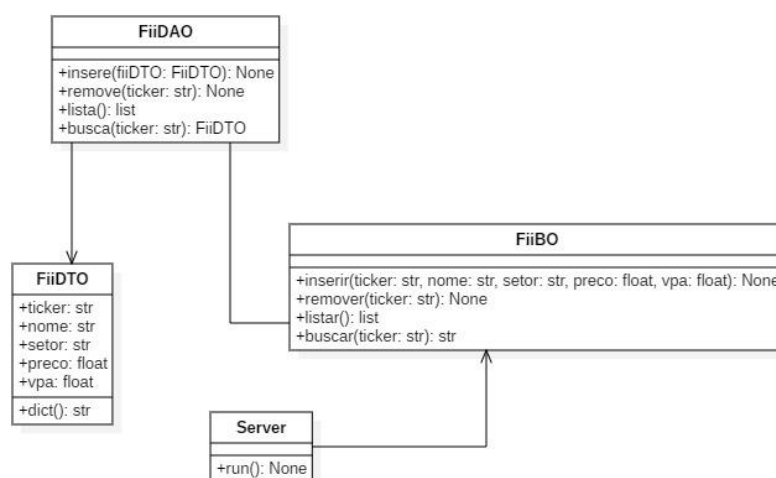 FiiDAO
+insere(fiiDTO: FiiDTO): None
+remove(ticker: str): None
+lista(): list
+busca(ticker: str): FiiDTO
FiiBO
+inserir(ticker: str, nome: str, setor: str, preco: float, vpa: float): None
+remover(ticker: str): None
+listar(): list
+buscar(ticker: str): str
FiiDTO
+ticker: str
+nome: str
+setor: str
+preco: float
+vpa: float
+dict(): str
Server
+run(): None